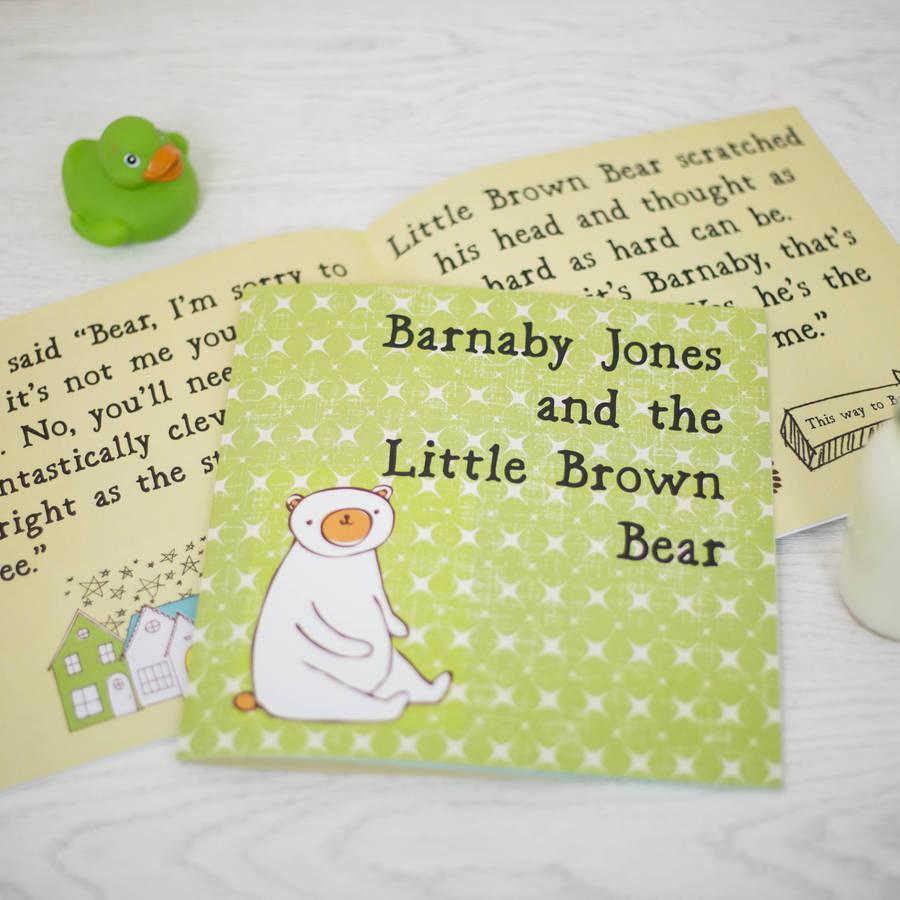 Barnaby Jones
and the
Little Brown
Bear
said "Bear, I'm sorry to
it's not me you
. No, you'll
clev
right as the
Little Brown Bear scratched
his head and thought as
hard as hard can be.
it's Barnaby, that's
he's the
me."
This way to